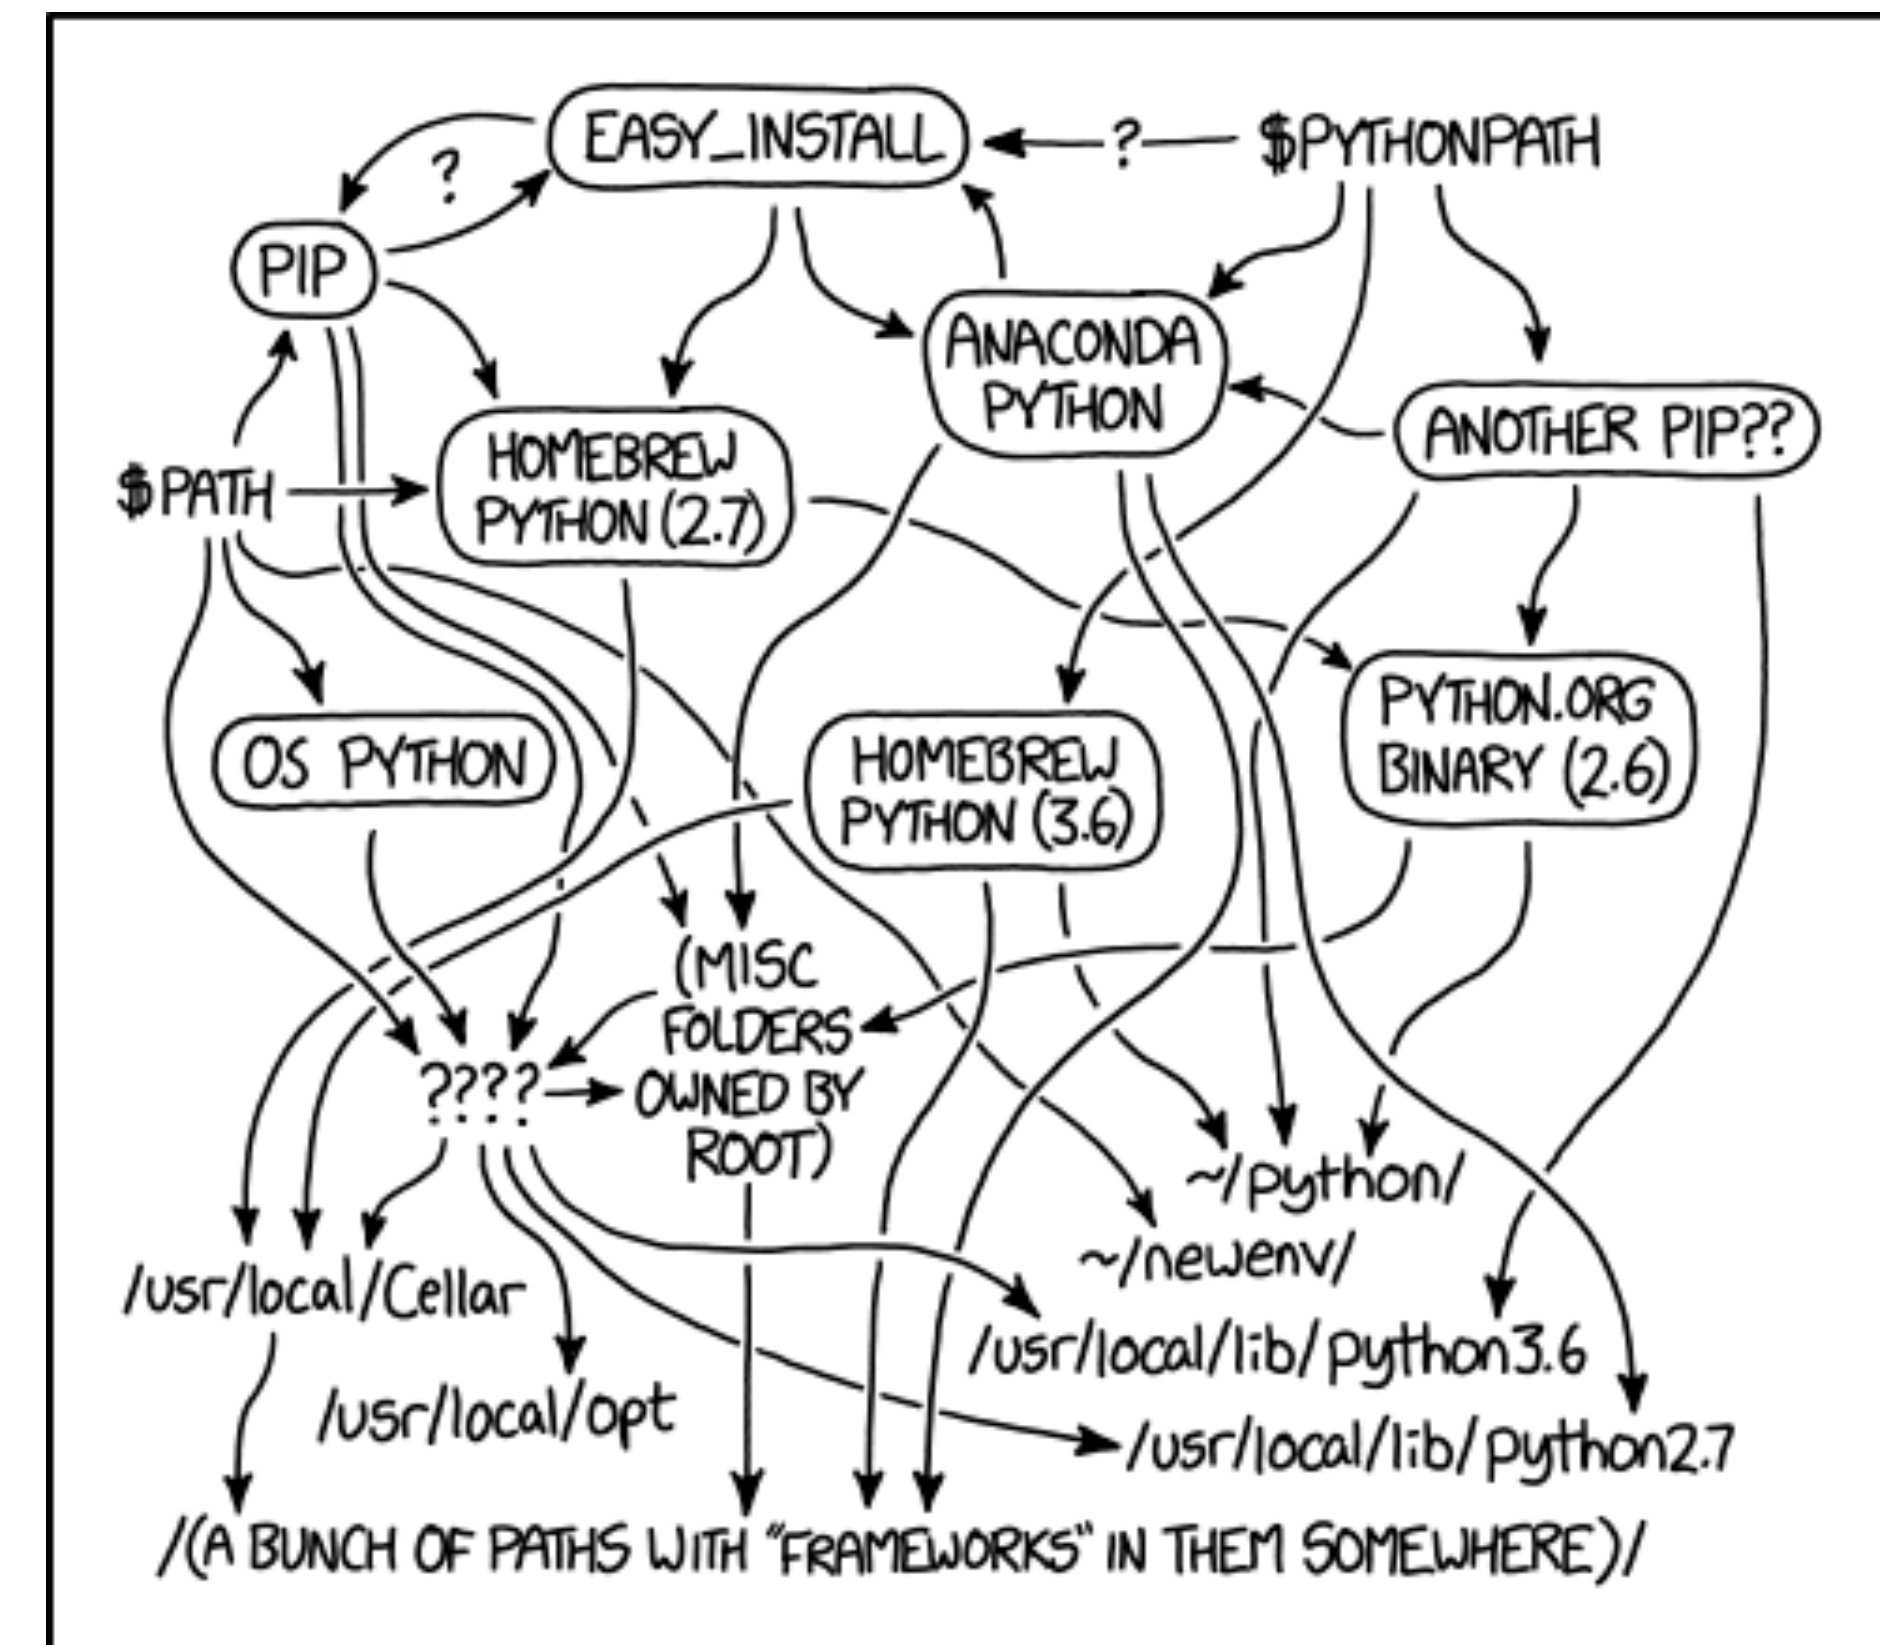 EASY_INSTALL
?
$PYTHONPATH
?
PIP
ANACONDA
PYTHON
ANOTHER PIP??
HOMEBREW
PYTHON (2.7)
$PATH
OS PYTHON
HOMEBREW
PYTHON (3.6)
PYTHON.ORG
BINARY (2.6)
(MISC
FOLDERS
OWNED BY
ROOT)
????
~/python/
~/newenv/
/usr/local/Cellar
/usr/local/lib/python3.6
/usr/local/opt
/usr/local/lib/python2.7
/(A BUNCH OF PATHS WITH "FRAMEWORKS" IN THEM SOMEWHERE)/